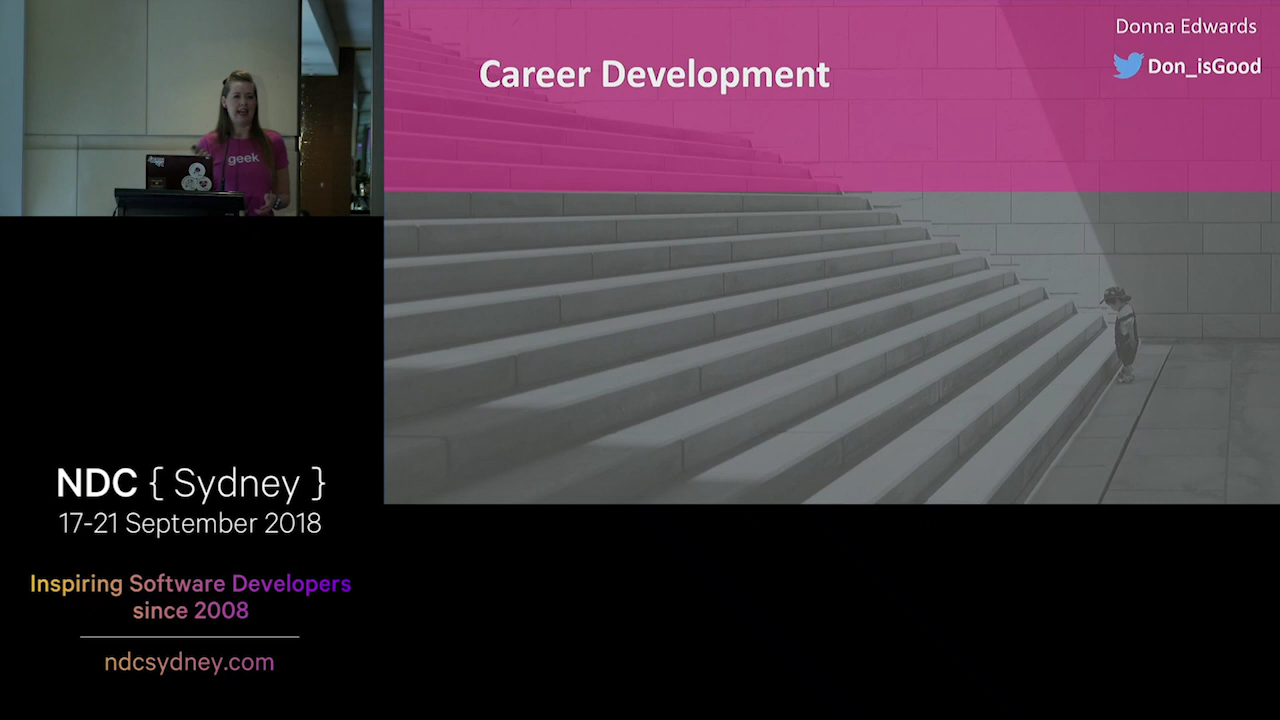 geek
Career Development
Donna Edwards
Don_isGood
NDC { Sydney }
17-21 September 2018
Inspiring Software Developers
since 2008
ndcsydney.com